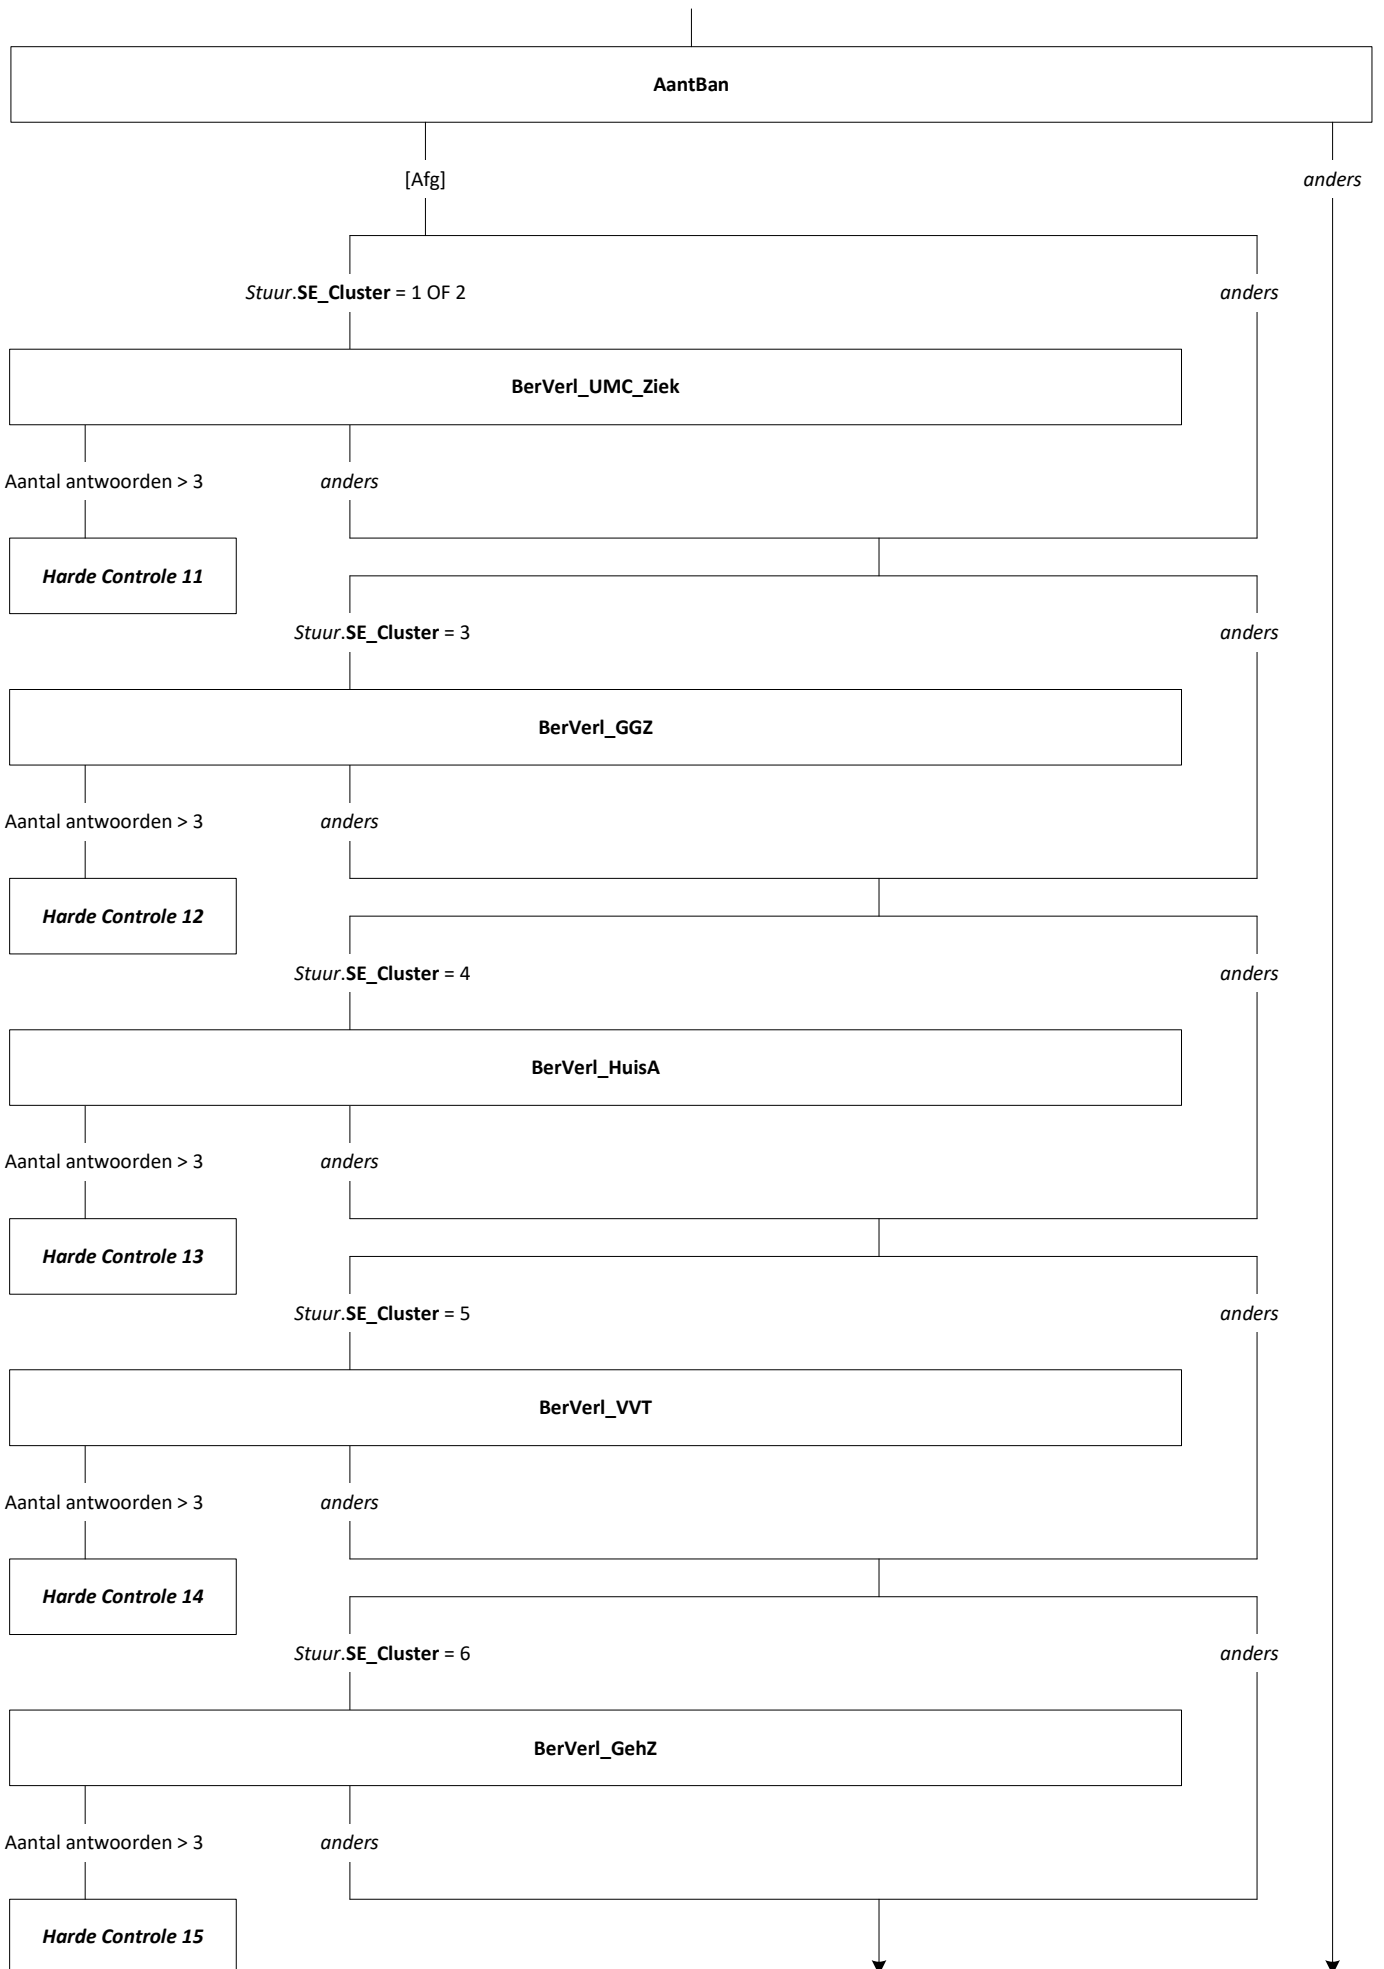 AantBan
[Afg]
anders
Stuur.SE_Cluster = 1 OF 2
anders
BerVerl_UMC_Ziek
Aantal antwoorden > 3
anders
Harde Controle 11
Stuur.SE_Cluster = 3
anders
BerVerl_GGZ
Aantal antwoorden > 3
anders
Harde Controle 12
Stuur.SE_Cluster = 4
anders
BerVerl_HuisA
Aantal antwoorden > 3
anders
Harde Controle 13
Stuur.SE_Cluster = 5
anders
BerVerl_VVT
Aantal antwoorden > 3
anders
Harde Controle 14
Stuur.SE_Cluster = 6
anders
BerVerl_GehZ
Aantal antwoorden > 3
anders
Harde Controle 15